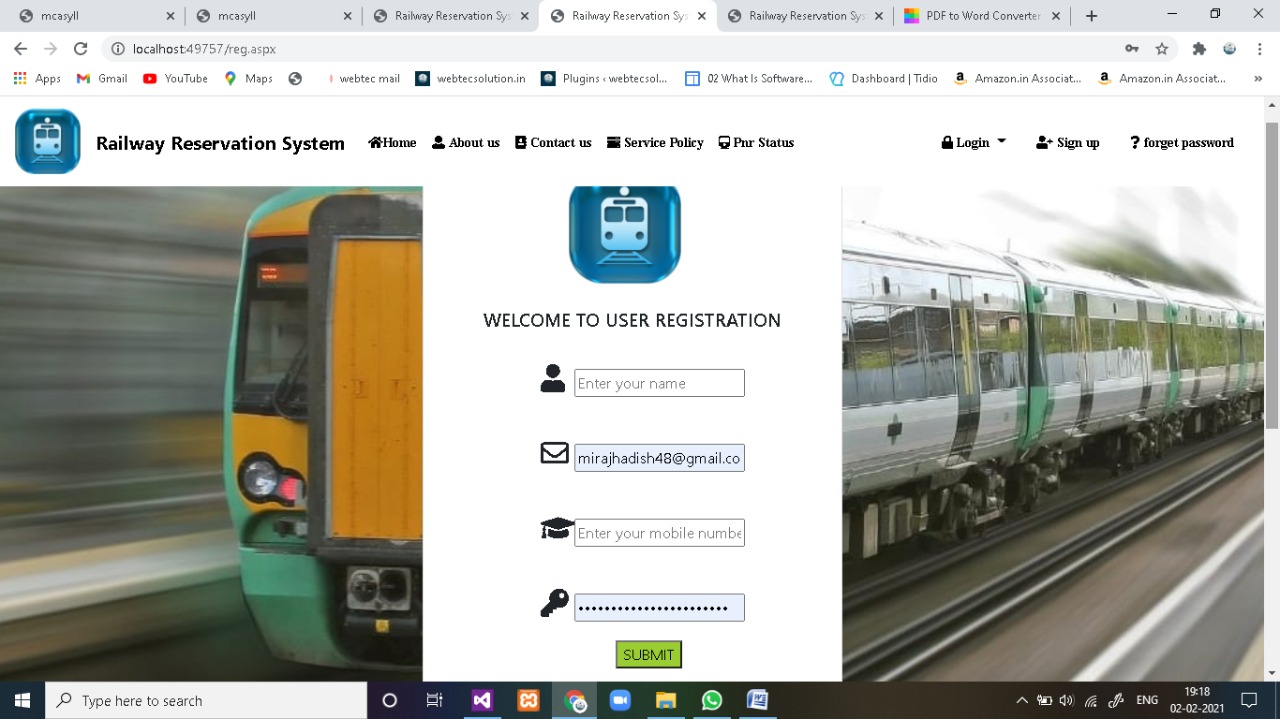 mcasyll
mcasyll
Railway Reservation Sys
Railway Reservation Sys
Railway Reservation Sys
PDF to Word Converter
localhost:49757/reg.aspx
Apps
Gmail
YouTube
Maps
webtec mail
webtecsolution.in
Plugins ‹ webtecsol...
02 What Is Software...
Dashboard | Tidio
Amazon.in Associat...
Amazon.in Associat...
»
Railway Reservation System
Home
About us
Contact us
Service Policy
Pnr Status
Login
Sign up
? forget password
WELCOME TO USER REGISTRATION
Enter your name
mirajhadish48@gmail.co
Enter your mobile numbe
•••••••••••••••••••••••
SUBMIT
Type here to search
ENG
19:18
02-02-2021